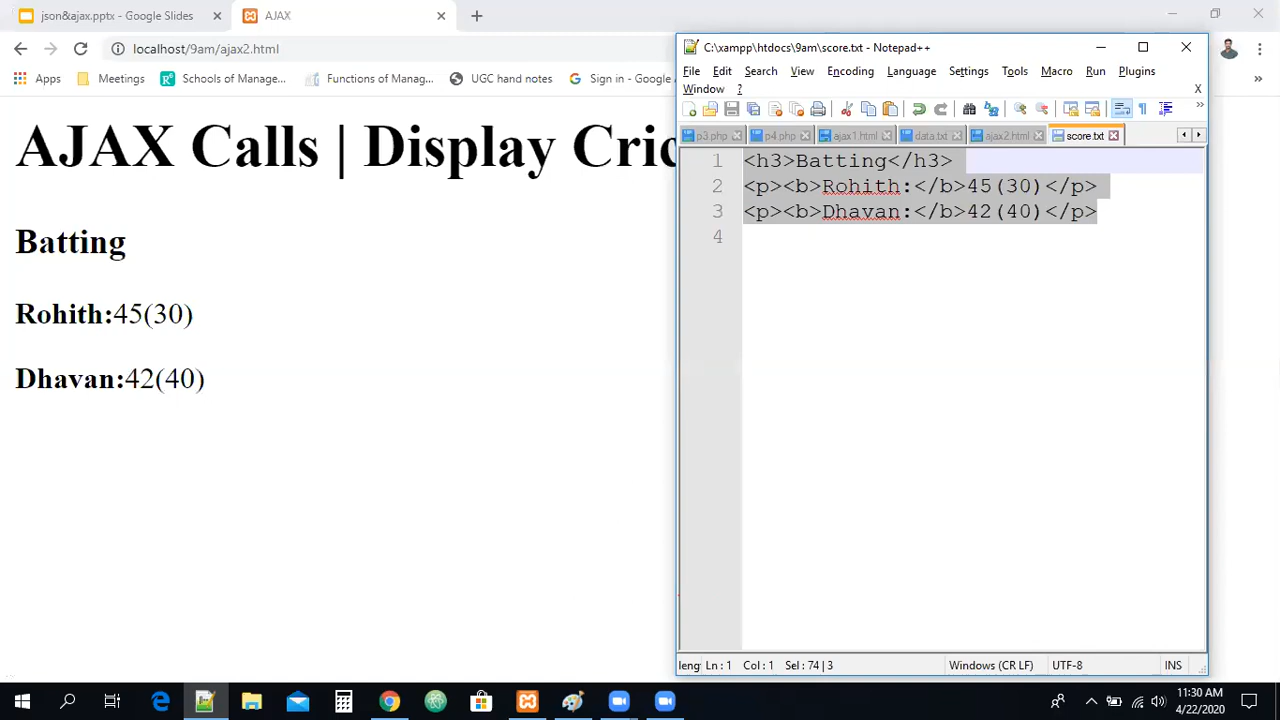 json&ajax.pptx - Google Slides
AJAX
localhost/9am/ajax2.html
Apps
Meetings
Schools of Manage...
Functions of Manag...
UGC hand notes
Sign in - Google
»
AJAX Calls | Display Cric
Batting
Rohith:45(30)
Dhavan:42(40)
C:\xampp\htdocs\9am\score.txt - Notepad++
File Edit Search View Encoding Language Settings Tools Macro Run Plugins
Window ? X
p3.php p4.php ajax1.html data.txt ajax2.html score.txt
1 <h3>Batting</h3>
2 <p><b>Rohith:</b>45(30)</p>
3 <p><b>Dhavan:</b>42(40)</p>
4
leng Ln : 1 Col : 1 Sel : 74 | 3 Windows (CR LF) UTF-8 INS
11:30 AM
4/22/2020